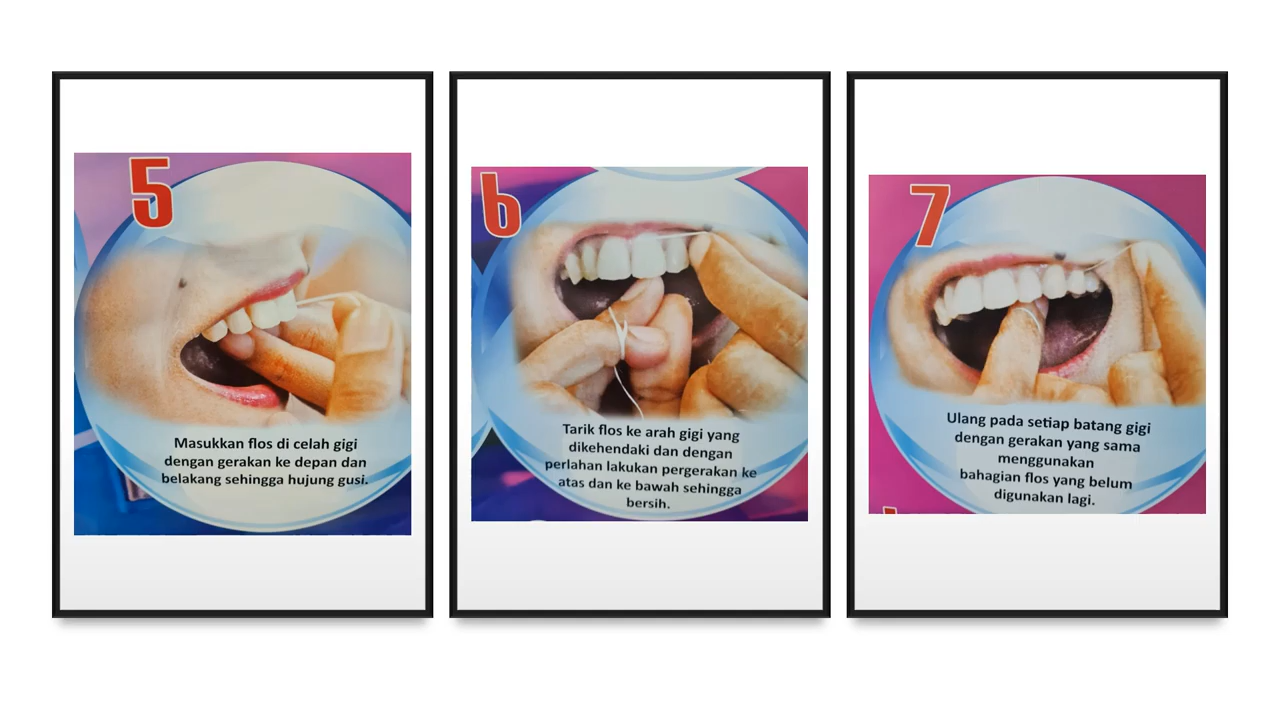 5
Masukkan flos di celah gigi
dengan gerakan ke depan dan
belakang sehingga hujung gusi.
6
Tarik flos ke arah gigi yang
dikehendaki dan dengan
perlahan lakukan pergerakan ke
atas dan ke bawah sehingga
bersih.
7
Ulang pada setiap batang gigi
dengan gerakan yang sama
menggunakan
bahagian flos yang belum
digunakan lagi.